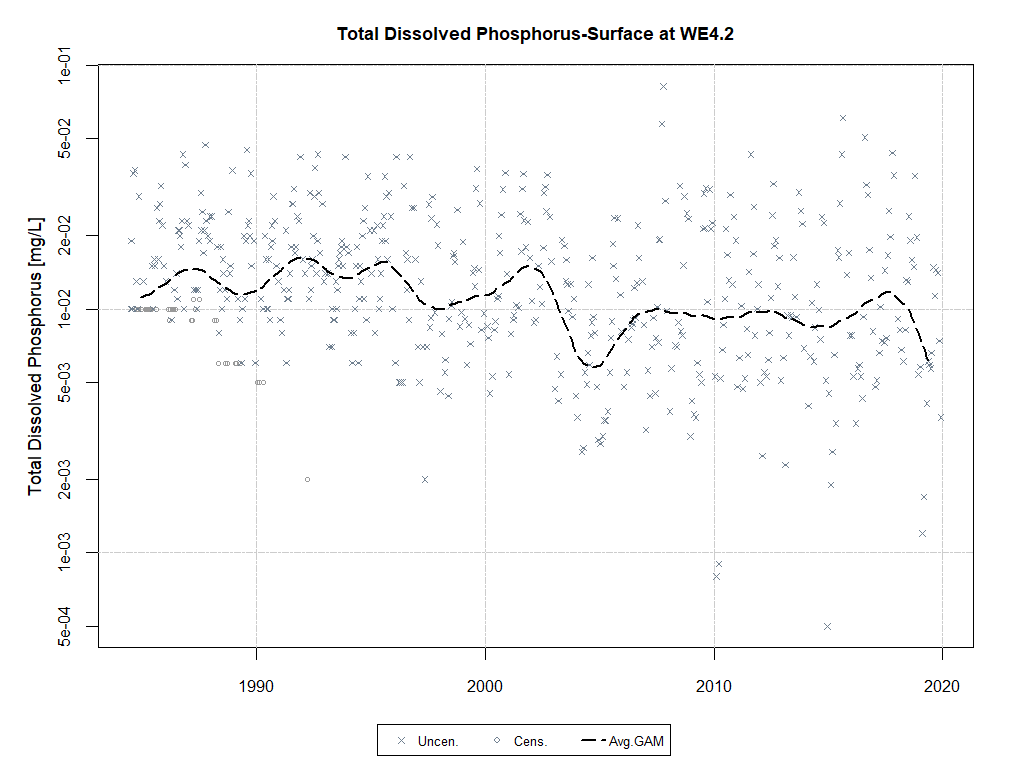 Total Dissolved Phosphorus-Surface at WE4.2
Total Dissolved Phosphorus [mg/L]
1e-01
5e-02
2e-02
1e-02
5e-03
2e-03
1e-03
5e-04
1990 2000 2010 2020
Uncen. Cens. Avg.GAM